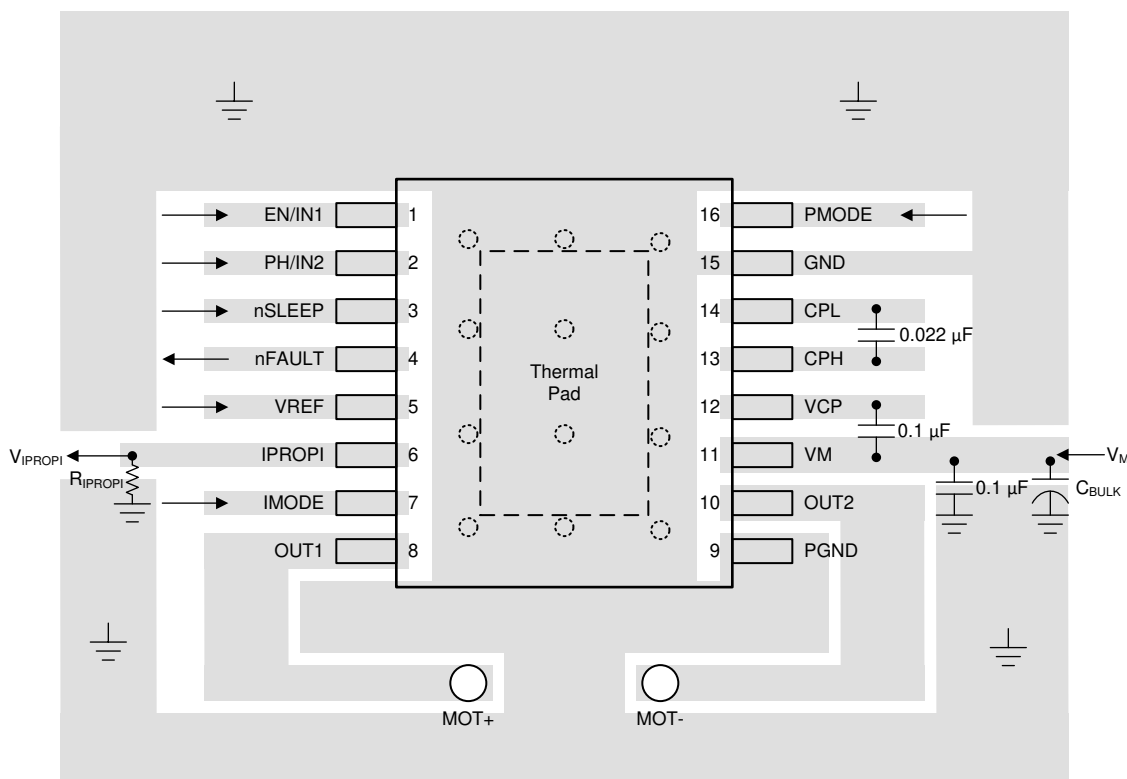 EN/IN1 1
PH/IN2 2
nSLEEP 3
nFAULT 4
VREF 5
IPROPI 6
IMODE 7
OUT1 8
VIPROPI
RIPROPI
Thermal
Pad
16 PMODE
15 GND
14 CPL
13 CPH
12 VCP
11 VM
10 OUT2
9 PGND
0.022 µF
0.1 µF
0.1 µF
CBULK
MOT+
MOT-